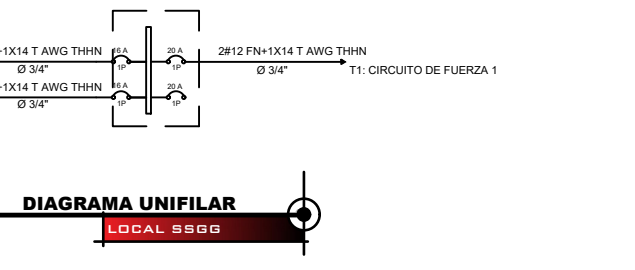 +1X14 T AWG THHN
Ø 3/4"
16 A
1P
20 A
1P
2#12 FN+1X14 T AWG THHN
Ø 3/4"
T1: CIRCUITO DE FUERZA 1
+1X14 T AWG THHN
Ø 3/4"
16 A
1P
20 A
1P
DIAGRAMA UNIFILAR
LOCAL SSGG